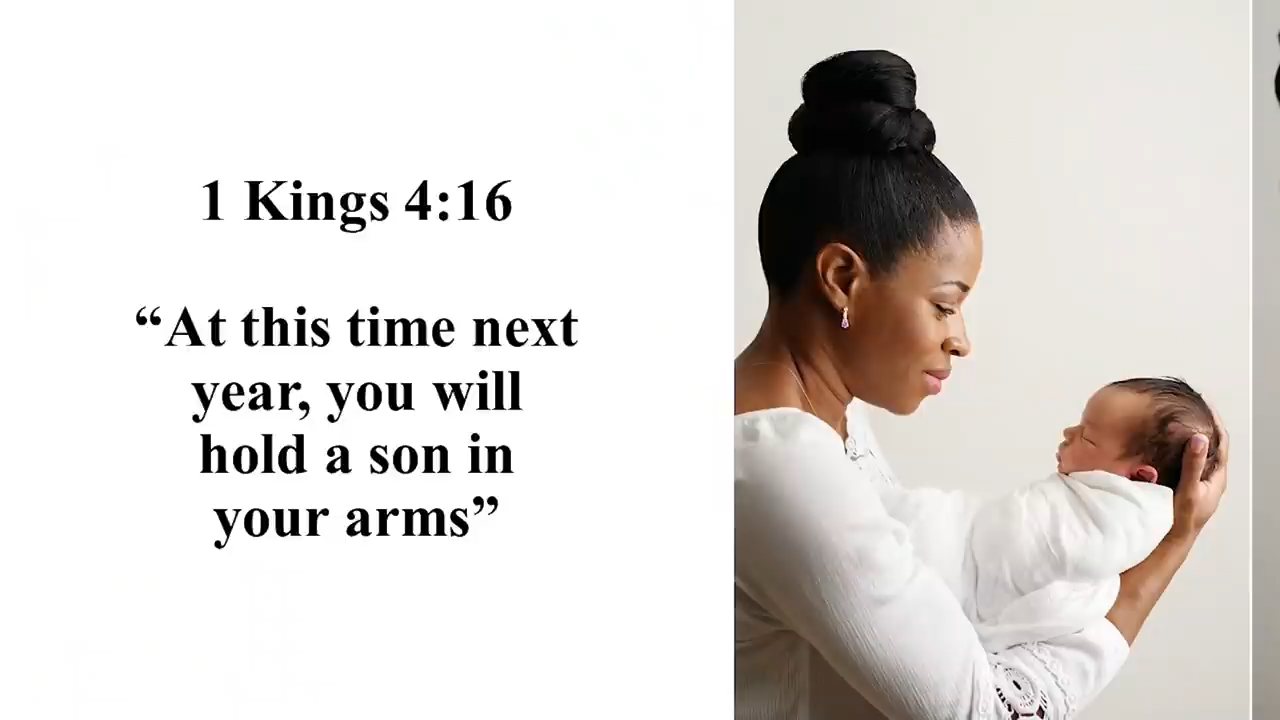 1 Kings 4:16
“At this time next
year, you will
hold a son in
your arms”